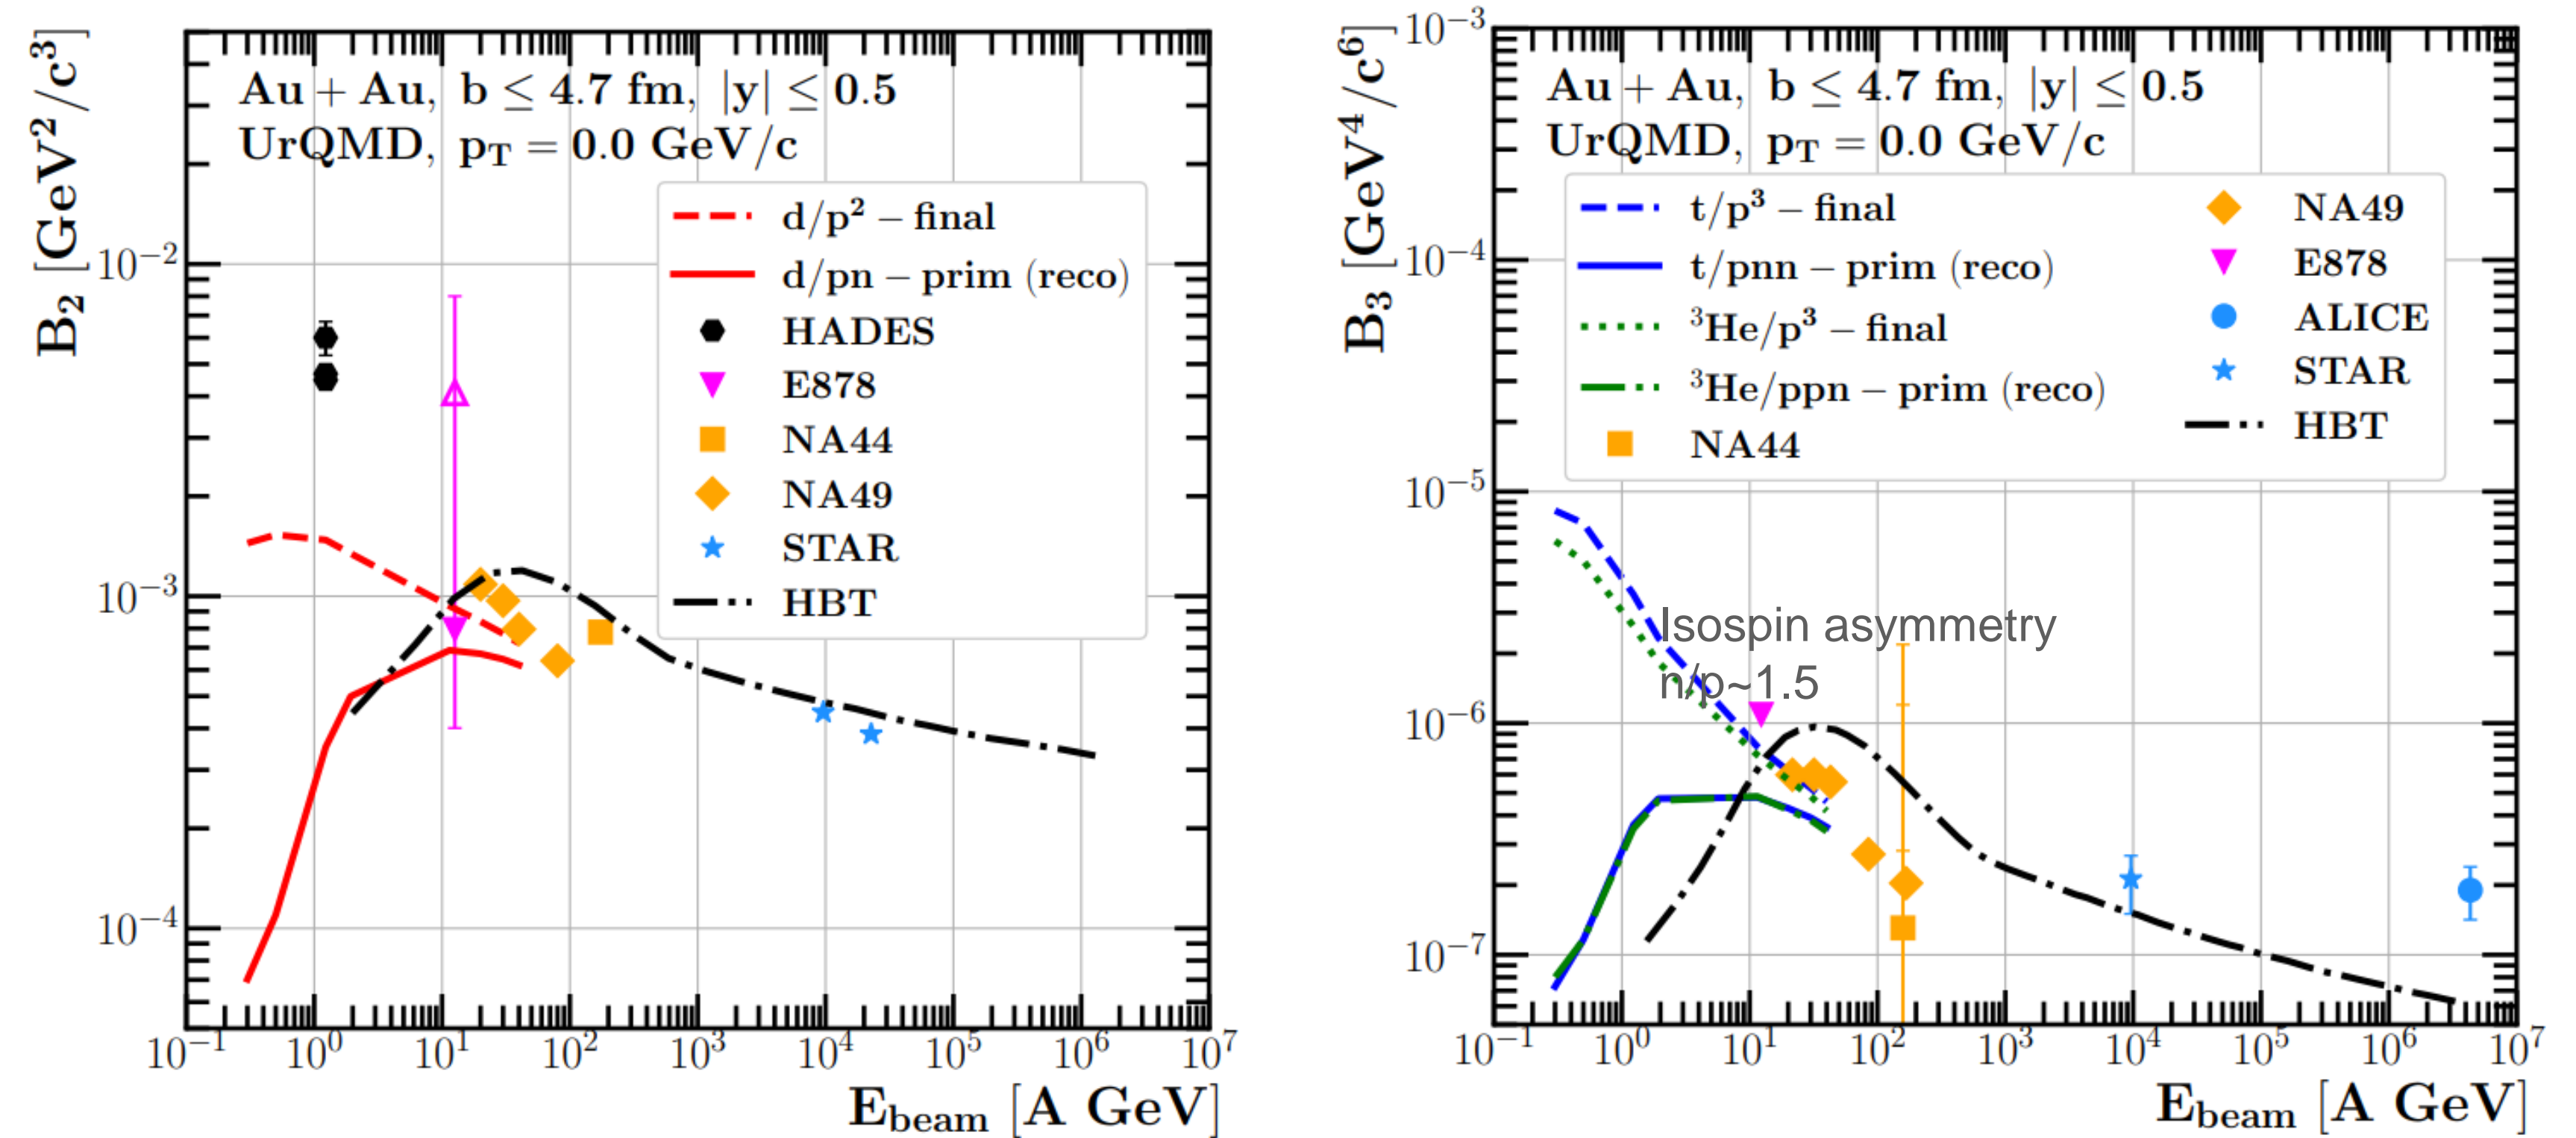 B₂ [GeV²/c³]
10⁻²
10⁻³
10⁻⁴
Au + Au, b ≤ 4.7 fm, |y| ≤ 0.5
UrQMD, p_T = 0.0 GeV/c
d/p² − final
d/pn − prim (reco)
HADES
E878
NA44
NA49
STAR
HBT
10⁻¹ 10⁰ 10¹ 10² 10³ 10⁴ 10⁵ 10⁶ 10⁷
E_beam [A GeV]
B₃ [GeV⁴/c⁶]
10⁻³
10⁻⁴
10⁻⁵
10⁻⁶
10⁻⁷
Au + Au, b ≤ 4.7 fm, |y| ≤ 0.5
UrQMD, p_T = 0.0 GeV/c
t/p³ − final
t/pnn − prim (reco)
³He/p³ − final
³He/ppn − prim (reco)
NA44
NA49
E878
ALICE
STAR
HBT
Isospin asymmetry
n/p~1.5
10⁻¹ 10⁰ 10¹ 10² 10³ 10⁴ 10⁵ 10⁶ 10⁷
E_beam [A GeV]